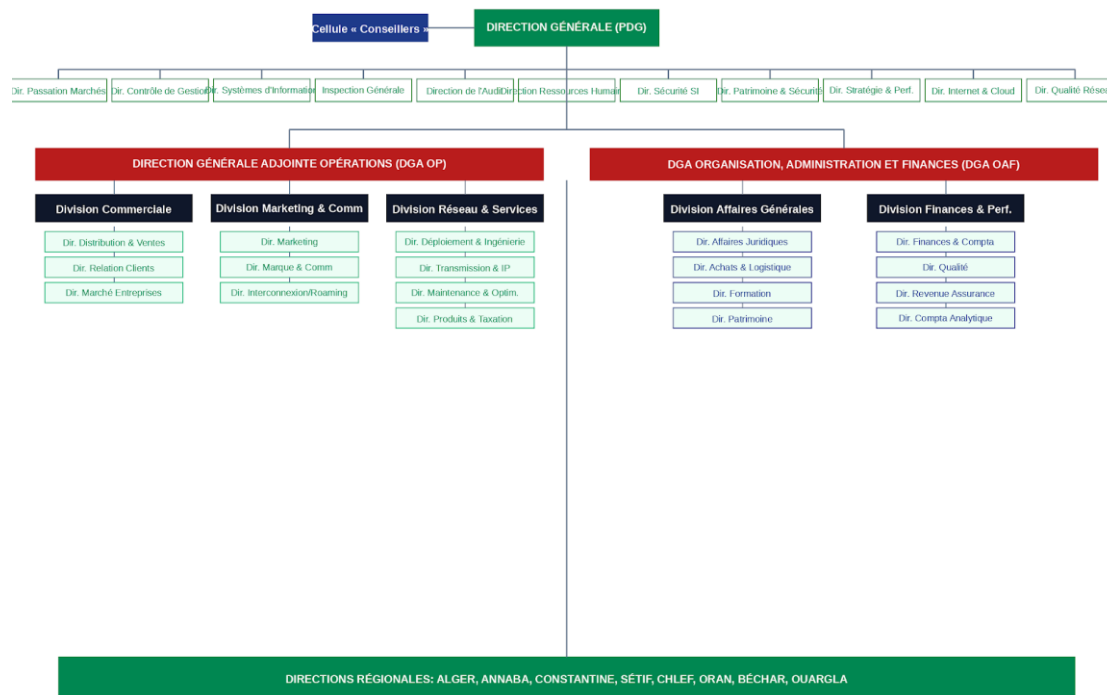 Cellule « Conseillers »
DIRECTION GÉNÉRALE (PDG)
Dir. Passation Marchés
Dir. Contrôle de Gestion
Dir. Systèmes d'Information
Inspection Générale
Direction de l'Audit
Direction Ressources Humain
Dir. Sécurité SI
Dir. Patrimoine & Sécurité
Dir. Stratégie & Perf.
Dir. Internet & Cloud
Dir. Qualité Résea
DIRECTION GÉNÉRALE ADJOINTE OPÉRATIONS (DGA OP)
DGA ORGANISATION, ADMINISTRATION ET FINANCES (DGA OAF)
Division Commerciale
Division Marketing & Comm
Division Réseau & Services
Division Affaires Générales
Division Finances & Perf.
Dir. Distribution & Ventes
Dir. Relation Clients
Dir. Marché Entreprises
Dir. Marketing
Dir. Marque & Comm
Dir. Interconnexion/Roaming
Dir. Déploiement & Ingénierie
Dir. Transmission & IP
Dir. Maintenance & Optim.
Dir. Produits & Taxation
Dir. Affaires Juridiques
Dir. Achats & Logistique
Dir. Formation
Dir. Patrimoine
Dir. Finances & Compta
Dir. Qualité
Dir. Revenue Assurance
Dir. Compta Analytique
DIRECTIONS RÉGIONALES: ALGER, ANNABA, CONSTANTINE, SÉTIF, CHLEF, ORAN, BÉCHAR, OUARGLA